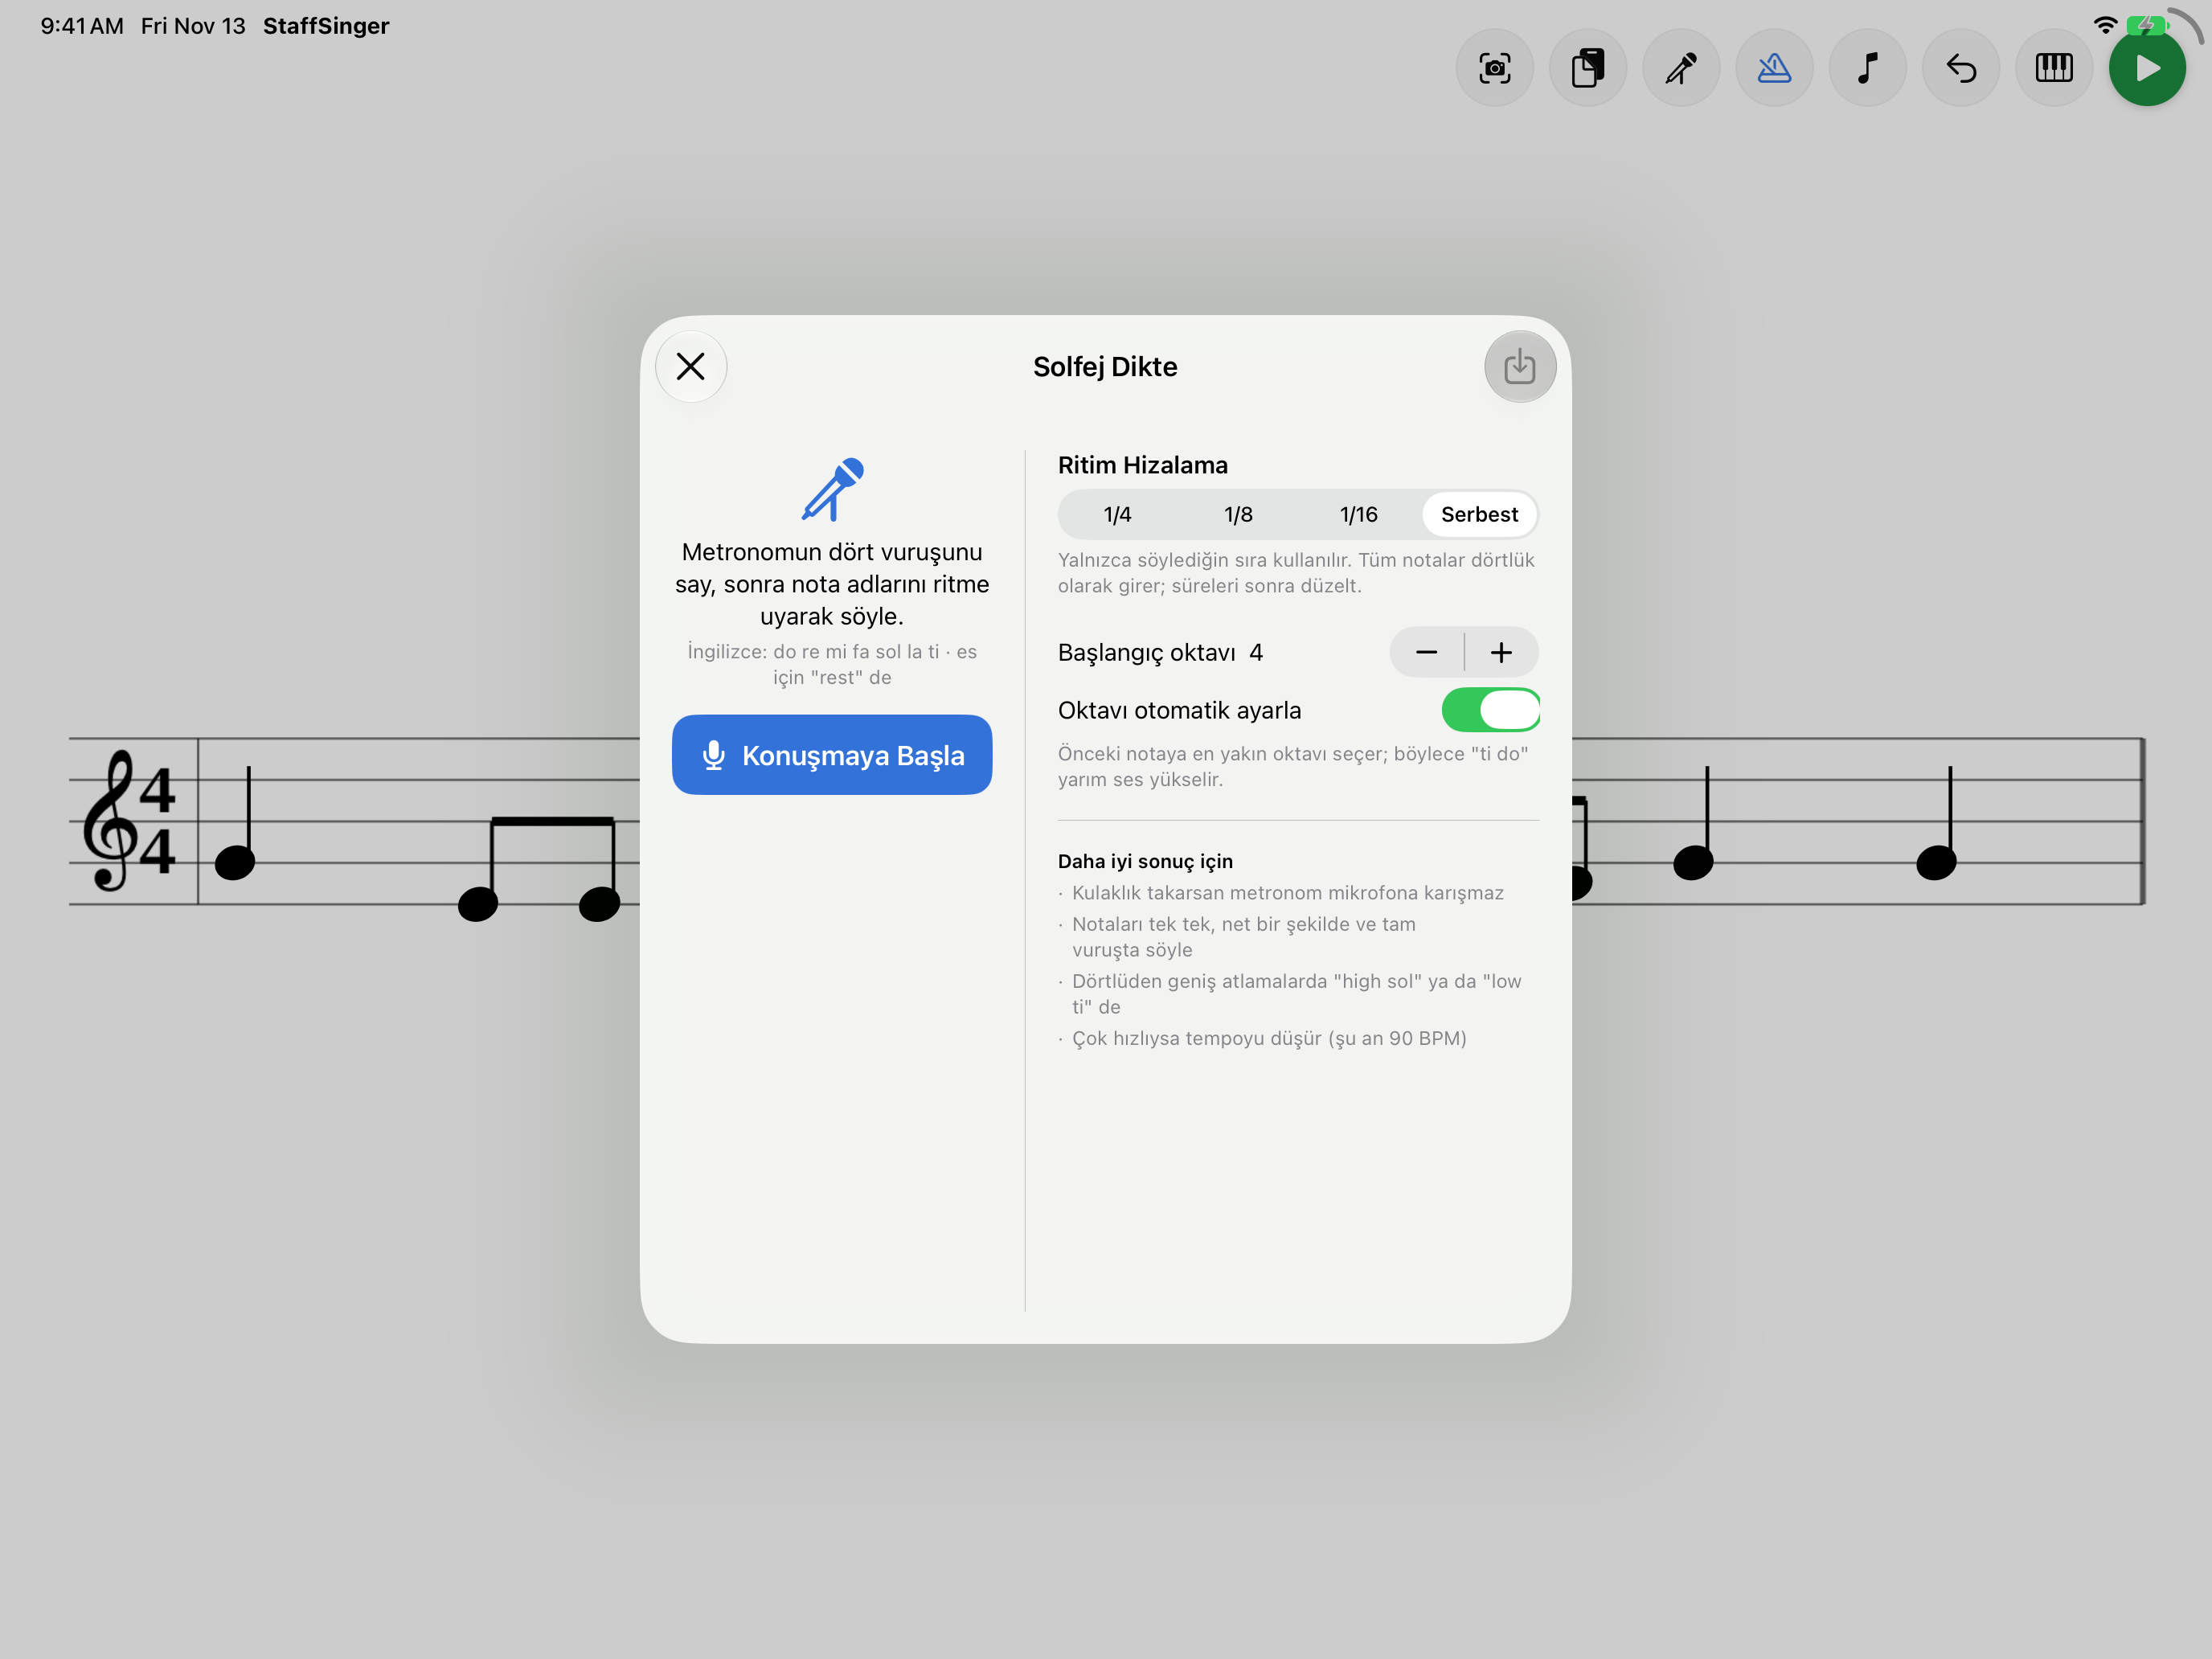 9:41 AM Fri Nov 13 StaffSinger
Solfej Dikte
Metronomun dört vuruşunu
say, sonra nota adlarını ritme
uyarak söyle.
İngilizce: do re mi fa sol la ti · es
için "rest" de
Konuşmaya Başla
Ritim Hizalama
1/4 1/8 1/16 Serbest
Yalnızca söylediğin sıra kullanılır. Tüm notalar dörtlük
olarak girer; süreleri sonra düzelt.
Başlangıç oktavı 4
Oktavı otomatik ayarla
Önceki notaya en yakın oktavı seçer; böylece "ti do"
yarım ses yükselir.
Daha iyi sonuç için
· Kulaklık takarsan metronom mikrofona karışmaz
· Notaları tek tek, net bir şekilde ve tam
vuruşta söyle
· Dörtlüden geniş atlamalarda "high sol" ya da "low
ti" de
· Çok hızlıysa tempoyu düşür (şu an 90 BPM)
4
4